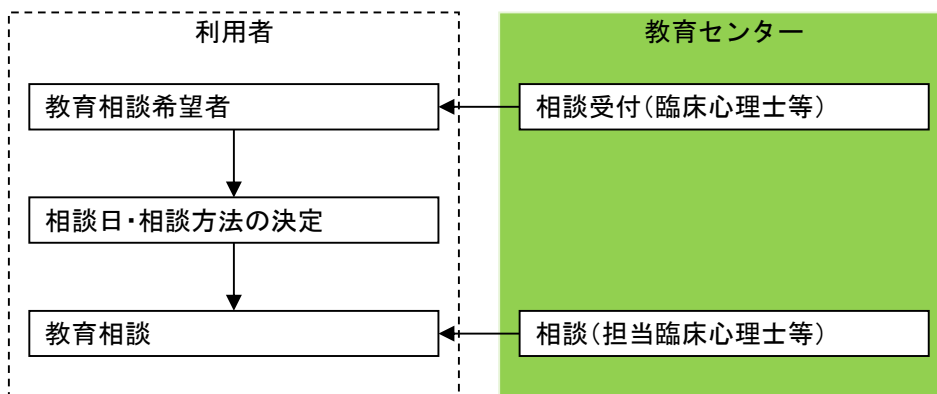 利用者
教育センター
教育相談希望者
相談受付(臨床心理士等)
相談日・相談方法の決定
教育相談
相談(担当臨床心理士等)